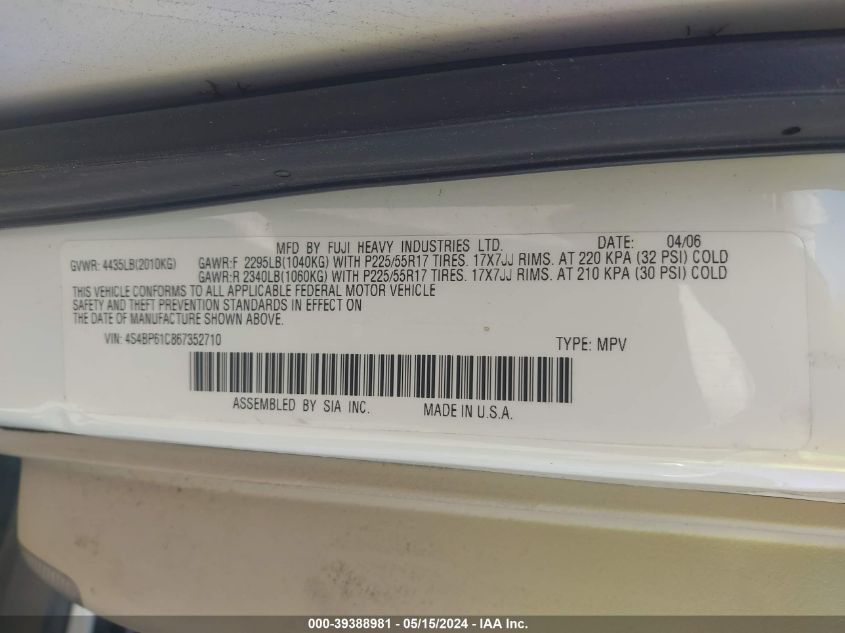 MFD BY FUJI HEAVY INDUSTRIES LTD. DATE: 04/06
GVWR: 4435LB(2010KG) GAWR:F 2295LB(1040KG) WITH P225/55R17 TIRES. 17X7JJ RIMS. AT 220 KPA (32 PSI) COLD
GAWR:R 2340LB(1060KG) WITH P225/55R17 TIRES. 17X7JJ RIMS. AT 210 KPA (30 PSI) COLD
THIS VEHICLE CONFORMS TO ALL APPLICABLE FEDERAL MOTOR VEHICLE
SAFETY AND THEFT PREVENTION STANDARDS IN EFFECT ON
THE DATE OF MANUFACTURE SHOWN ABOVE.
VIN: 4S4BP61C867352710 TYPE: MPV
ASSEMBLED BY SIA INC. MADE IN U.S.A.
000-39388981 - 05/15/2024 - IAA Inc.